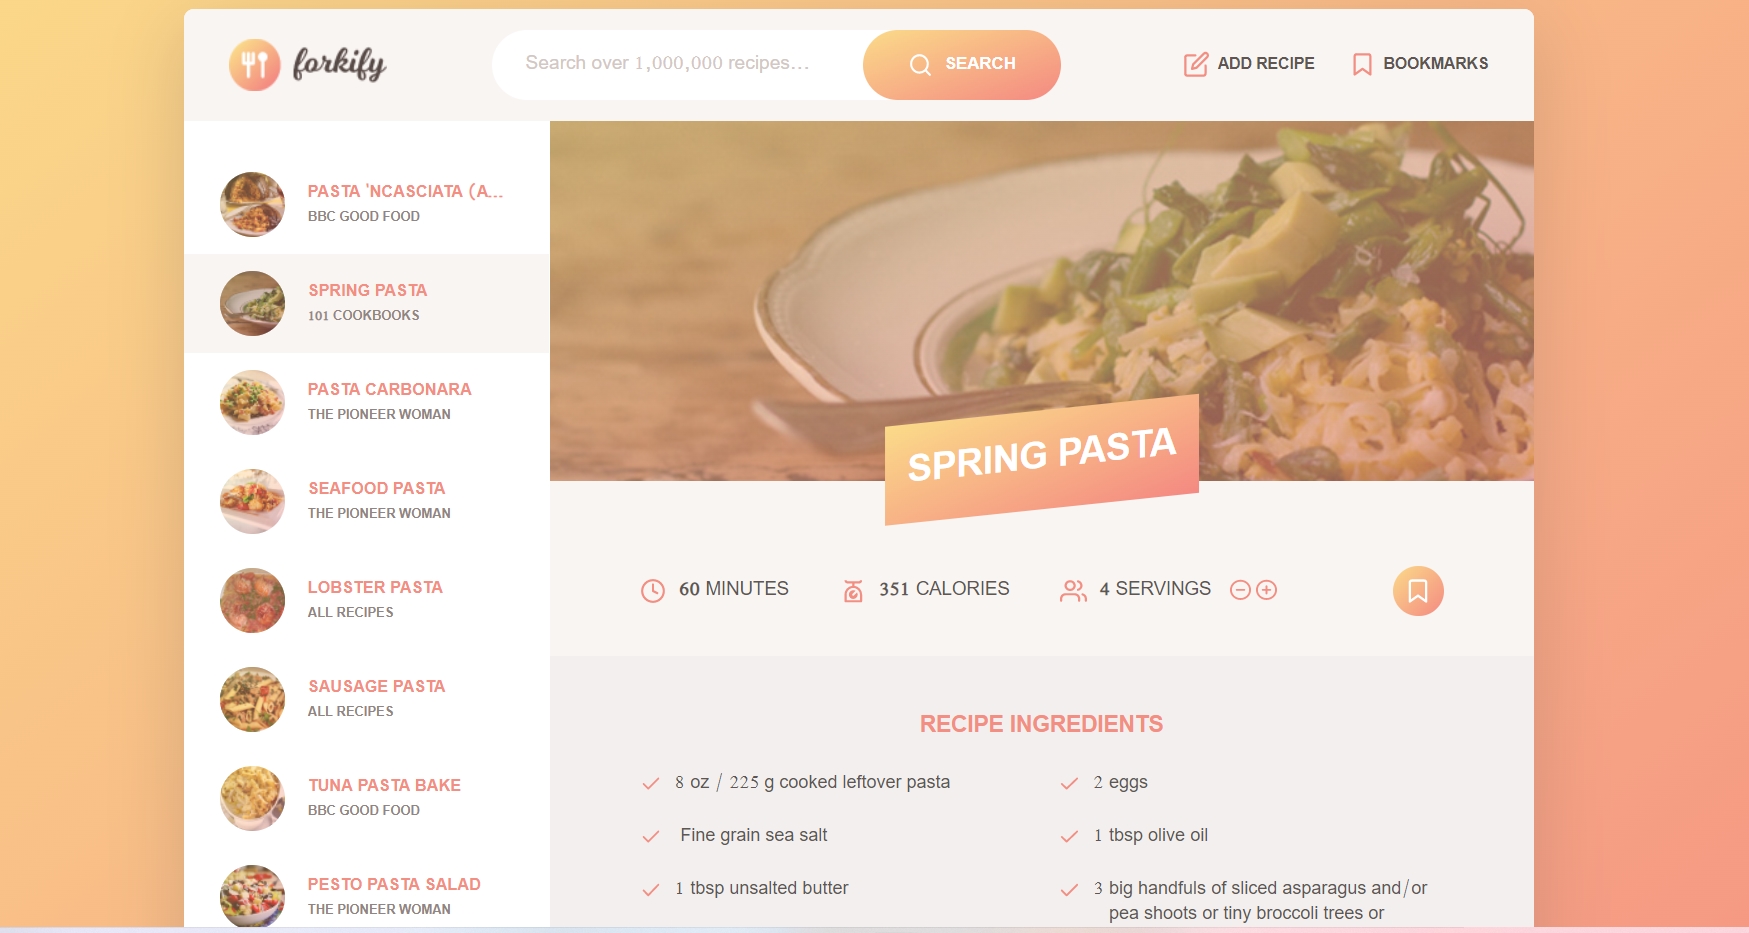 forkify
Search over 1,000,000 recipes...
SEARCH
ADD RECIPE
BOOKMARKS
PASTA 'NCASCIATA (A...
BBC GOOD FOOD
SPRING PASTA
101 COOKBOOKS
PASTA CARBONARA
THE PIONEER WOMAN
SEAFOOD PASTA
THE PIONEER WOMAN
LOBSTER PASTA
ALL RECIPES
SAUSAGE PASTA
ALL RECIPES
TUNA PASTA BAKE
BBC GOOD FOOD
PESTO PASTA SALAD
THE PIONEER WOMAN
SPRING PASTA
60 MINUTES
351 CALORIES
4 SERVINGS
RECIPE INGREDIENTS
8 oz / 225 g cooked leftover pasta
2 eggs
Fine grain sea salt
1 tbsp olive oil
1 tbsp unsalted butter
3 big handfuls of sliced asparagus and/or
pea shoots or tiny broccoli trees or